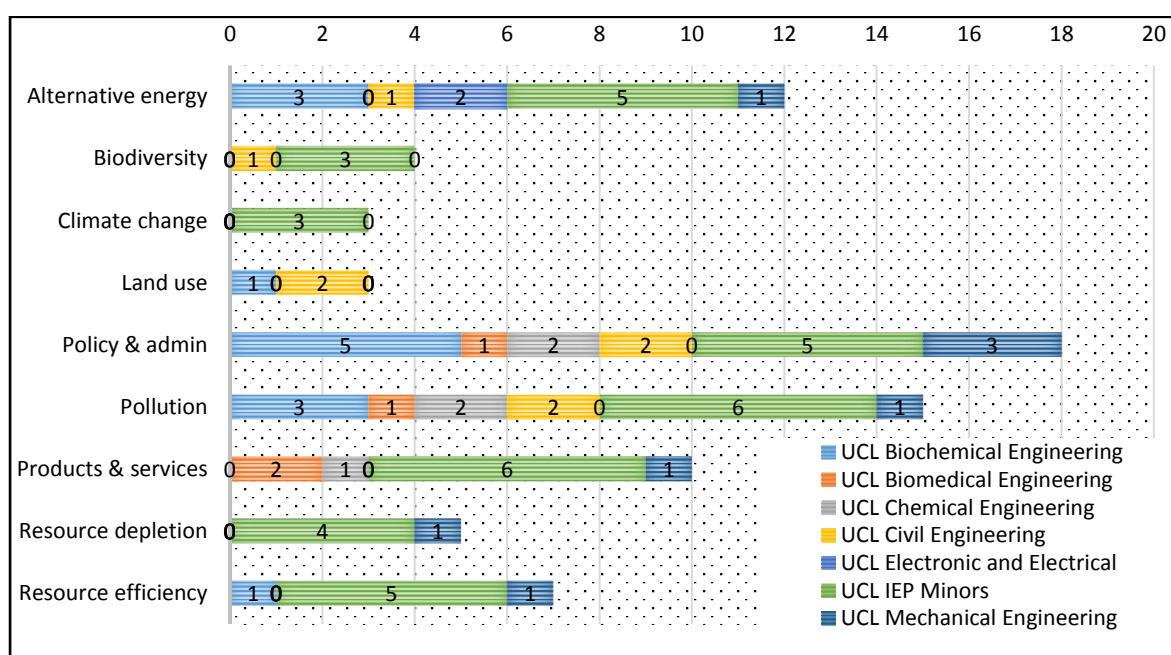 0 2 4 6 8 10 12 14 16 18 20
Alternative energy 3 0 1 2 5 1
Biodiversity 0 1 0 3 0
Climate change 0 3 0
Land use 1 0 2 0
Policy & admin 5 1 2 2 0 5 3
Pollution 3 1 2 2 0 6 1
Products & services 0 2 1 0 6 1
Resource depletion 0 4 1
Resource efficiency 1 0 5 1
UCL Biochemical Engineering
UCL Biomedical Engineering
UCL Chemical Engineering
UCL Civil Engineering
UCL Electronic and Electrical
UCL IEP Minors
UCL Mechanical Engineering